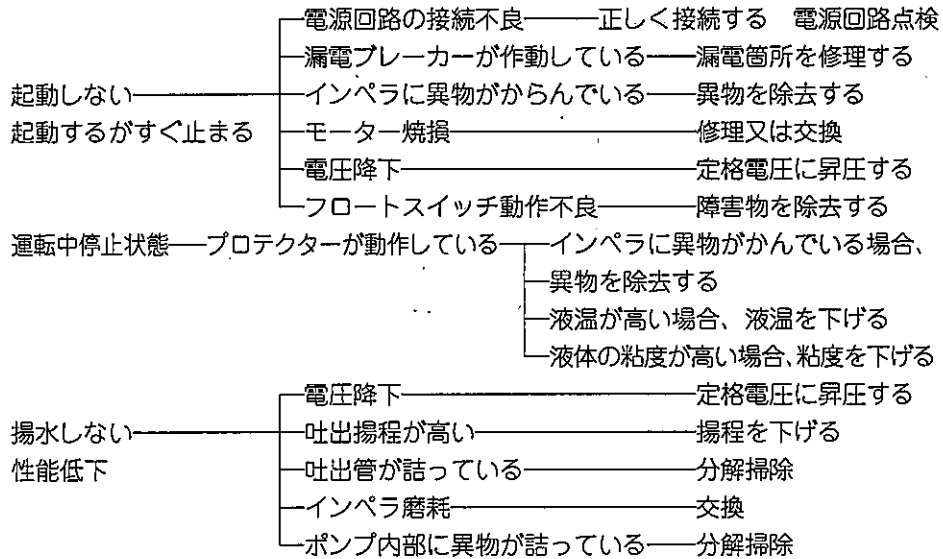 電源回路の接続不良 正しく接続する 電源回路点検
漏電ブレーカーが作動している 漏電箇所を修理する
起動しない インペラに異物がからんでいる 異物を除去する
起動するがすぐ止まる モーター焼損 修理又は交換
電圧降下 定格電圧に昇圧する
フロートスイッチ動作不良 障害物を除去する
運転中停止状態 プロテクターが動作している インペラに異物がかんでいる場合、
異物を除去する
液温が高い場合、液温を下げる
液体の粘度が高い場合、粘度を下げる
電圧降下 定格電圧に昇圧する
揚水しない 吐出揚程が高い 揚程を下げる
性能低下 吐出管が詰っている 分解掃除
インペラ磨耗 交換
ポンプ内部に異物が詰っている 分解掃除